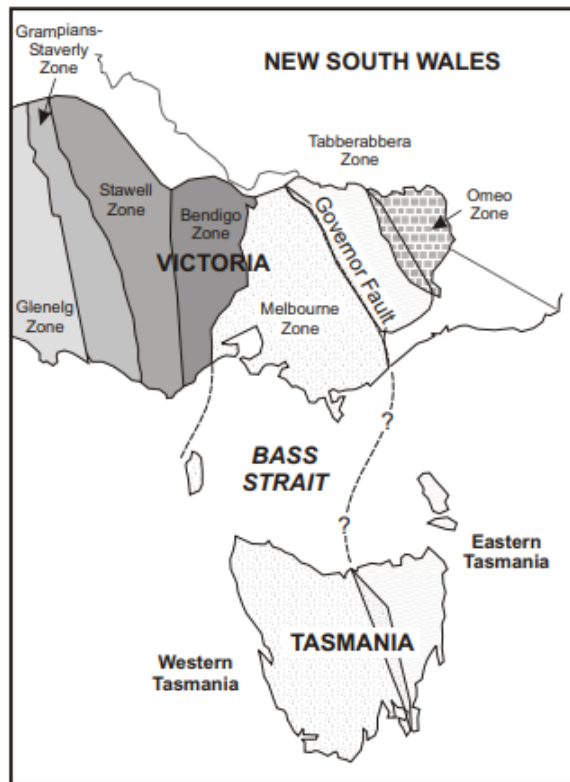 Grampians-
Staverly
Zone
NEW SOUTH WALES
Tabberabbera
Zone
Stawell
Zone
Bendigo
Zone
Omeo
Zone
VICTORIA
Governor Fault
Glenelg
Zone
Melbourne
Zone
?
BASS
STRAIT
?
Eastern
Tasmania
TASMANIA
Western
Tasmania